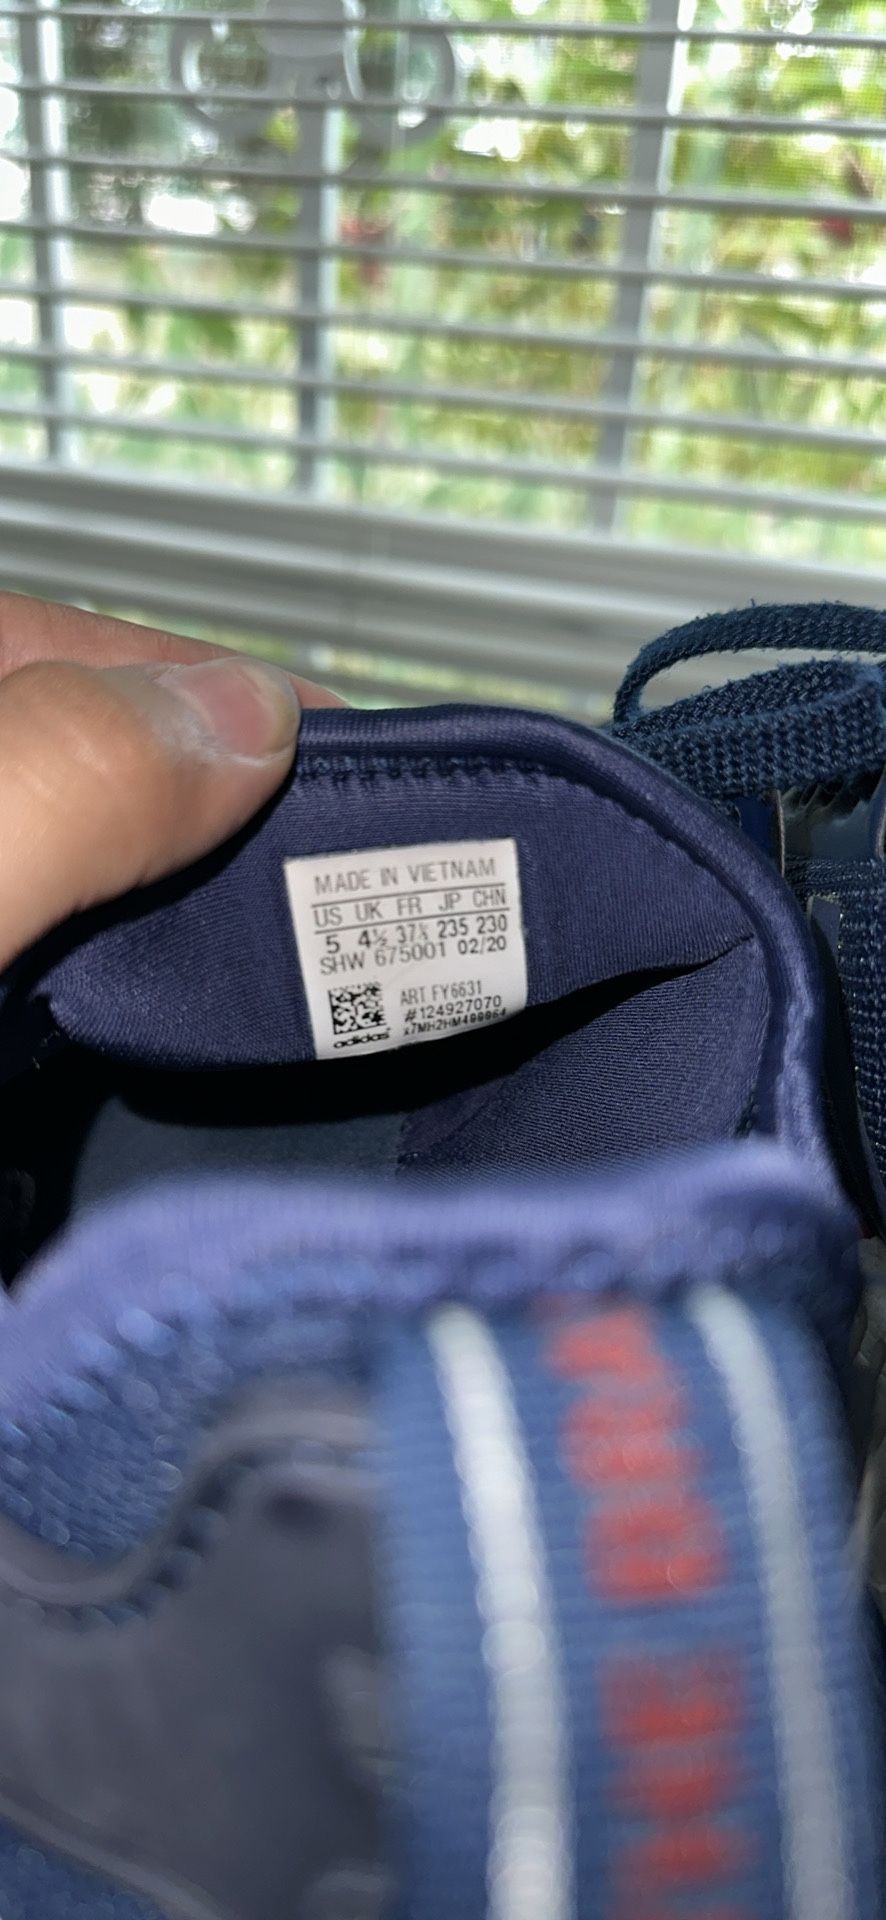 MADE IN VIETNAM
US UK FR JP CHN
5 4½ 37⅓ 235 230
SHW 675001 02/20
ART FY6631
#124927070
adidas